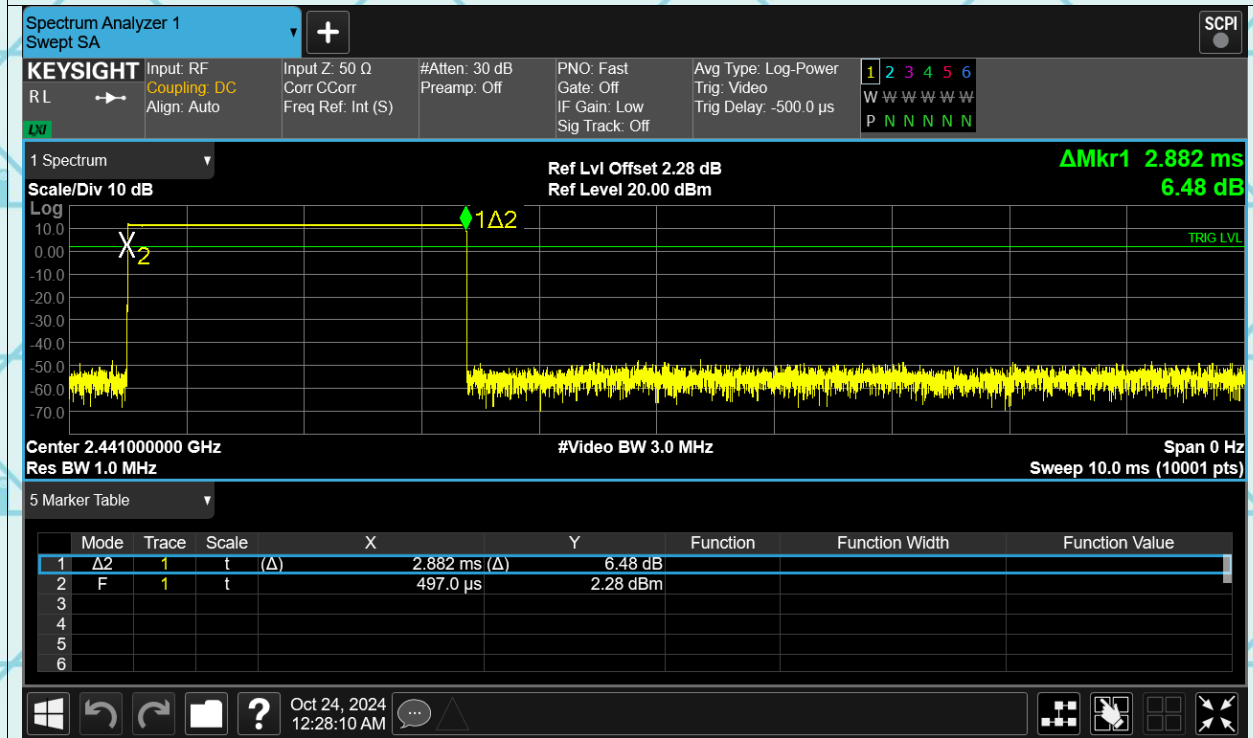 Spectrum Analyzer 1
Swept SA
+
SCPI
KEYSIGHT
RL
LXI
Input: RF
Coupling: DC
Align: Auto
Input Z: 50 Ω
Corr CCorr
Freq Ref: Int (S)
#Atten: 30 dB
Preamp: Off
PNO: Fast
Gate: Off
IF Gain: Low
Sig Track: Off
Avg Type: Log-Power
Trig: Video
Trig Delay: -500.0 µs
1 2 3 4 5 6
W W W W W W
P N N N N N
1 Spectrum
Scale/Div 10 dB
Ref Lvl Offset 2.28 dB
Ref Level 20.00 dBm
ΔMkr1 2.882 ms
6.48 dB
Log
10.0
0.00
-10.0
-20.0
-30.0
-40.0
-50.0
-60.0
-70.0
1Δ2
2
TRIG LVL
Center 2.441000000 GHz
Res BW 1.0 MHz
#Video BW 3.0 MHz
Span 0 Hz
Sweep 10.0 ms (10001 pts)
5 Marker Table
Mode Trace Scale X Y Function Function Width Function Value
1 Δ2 1 t (Δ) 2.882 ms (Δ) 6.48 dB
2 F 1 t 497.0 µs 2.28 dBm
3
4
5
6
?
Oct 24, 2024
12:28:10 AM